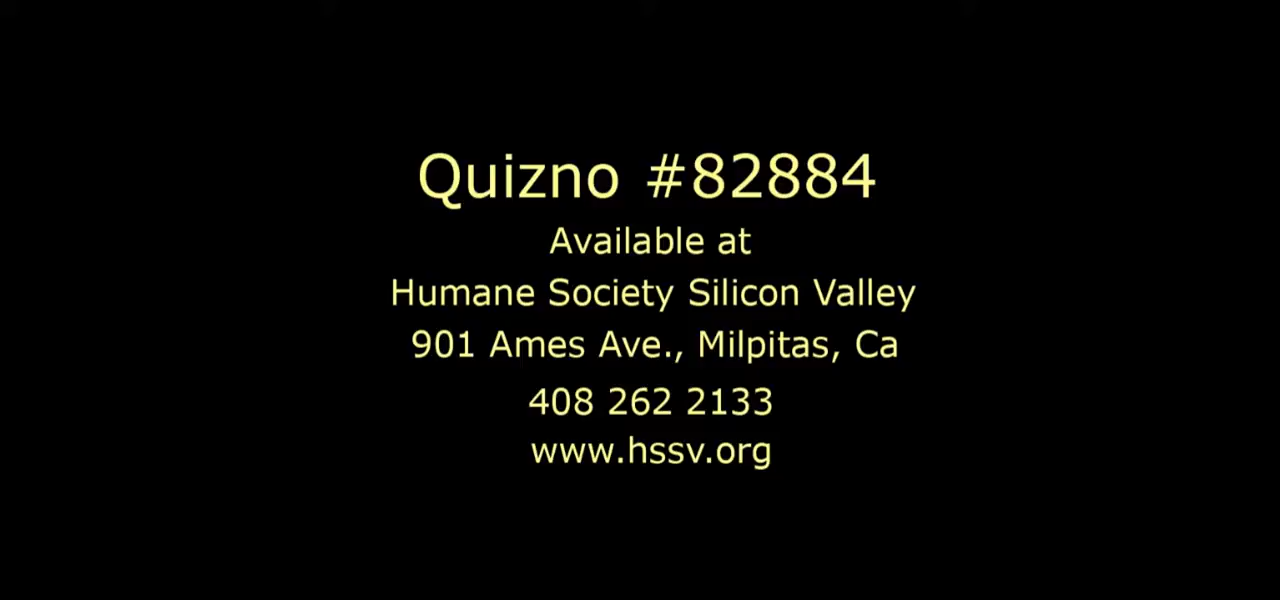 Quizno #82884
Available at
Humane Society Silicon Valley
901 Ames Ave., Milpitas, Ca
408 262 2133
www.hssv.org